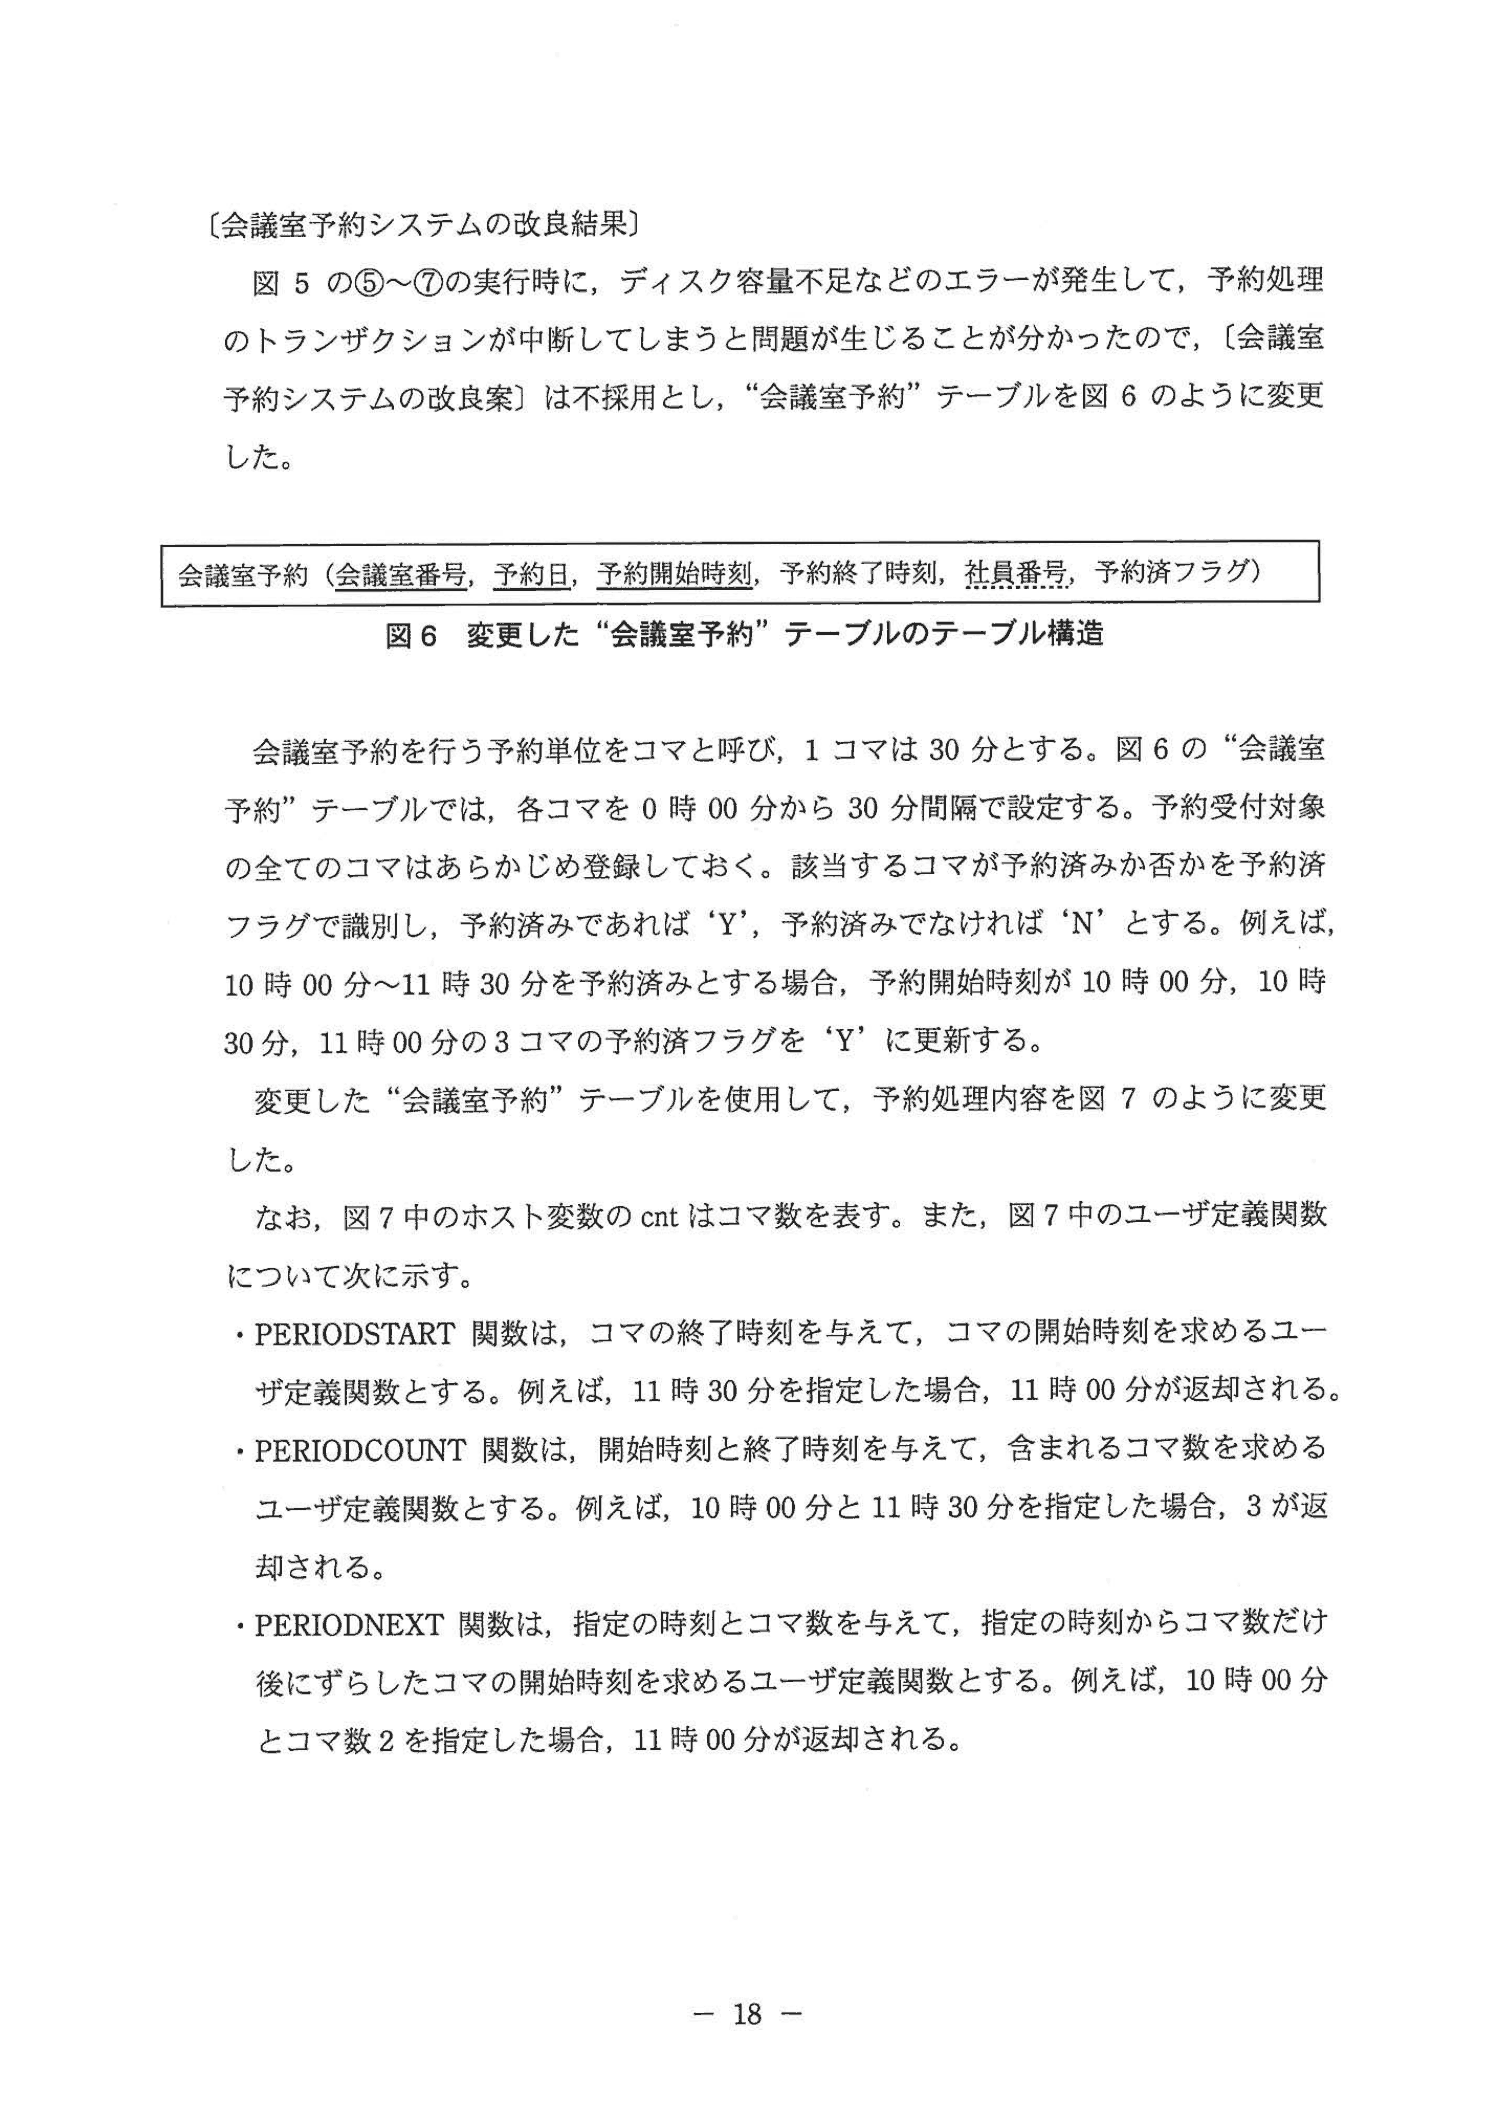 〔会議室予約システムの改良結果〕
図 5 の⑤～⑦の実行時に，ディスク容量不足などのエラーが発生して，予約処理
のトランザクションが中断してしまうと問題が生じることが分かったので，〔会議室
予約システムの改良案〕は不採用とし，“会議室予約” テーブルを図 6 のように変更
した。
会議室予約（会議室番号，予約日，予約開始時刻，予約終了時刻，社員番号，予約済フラグ）
図 6　変更した “会議室予約” テーブルのテーブル構造
会議室予約を行う予約単位をコマと呼び，1 コマは 30 分とする。図 6 の “会議室
予約” テーブルでは，各コマを 0 時 00 分から 30 分間隔で設定する。予約受付対象
の全てのコマはあらかじめ登録しておく。該当するコマが予約済みか否かを予約済
フラグで識別し，予約済みであれば ‘Y’，予約済みでなければ ‘N’ とする。例えば，
10 時 00 分～11 時 30 分を予約済みとする場合，予約開始時刻が 10 時 00 分，10 時
30 分，11 時 00 分の 3 コマの予約済フラグを ‘Y’ に更新する。
変更した “会議室予約” テーブルを使用して，予約処理内容を図 7 のように変更
した。
なお，図 7 中のホスト変数の cnt はコマ数を表す。また，図 7 中のユーザ定義関数
について次に示す。
・PERIODSTART 関数は，コマの終了時刻を与えて，コマの開始時刻を求めるユー
ザ定義関数とする。例えば，11 時 30 分を指定した場合，11 時 00 分が返却される。
・PERIODCOUNT 関数は，開始時刻と終了時刻を与えて，含まれるコマ数を求める
ユーザ定義関数とする。例えば，10 時 00 分と 11 時 30 分を指定した場合，3 が返
却される。
・PERIODNEXT 関数は，指定の時刻とコマ数を与えて，指定の時刻からコマ数だけ
後にずらしたコマの開始時刻を求めるユーザ定義関数とする。例えば，10 時 00 分
とコマ数 2 を指定した場合，11 時 00 分が返却される。
－ 18 －